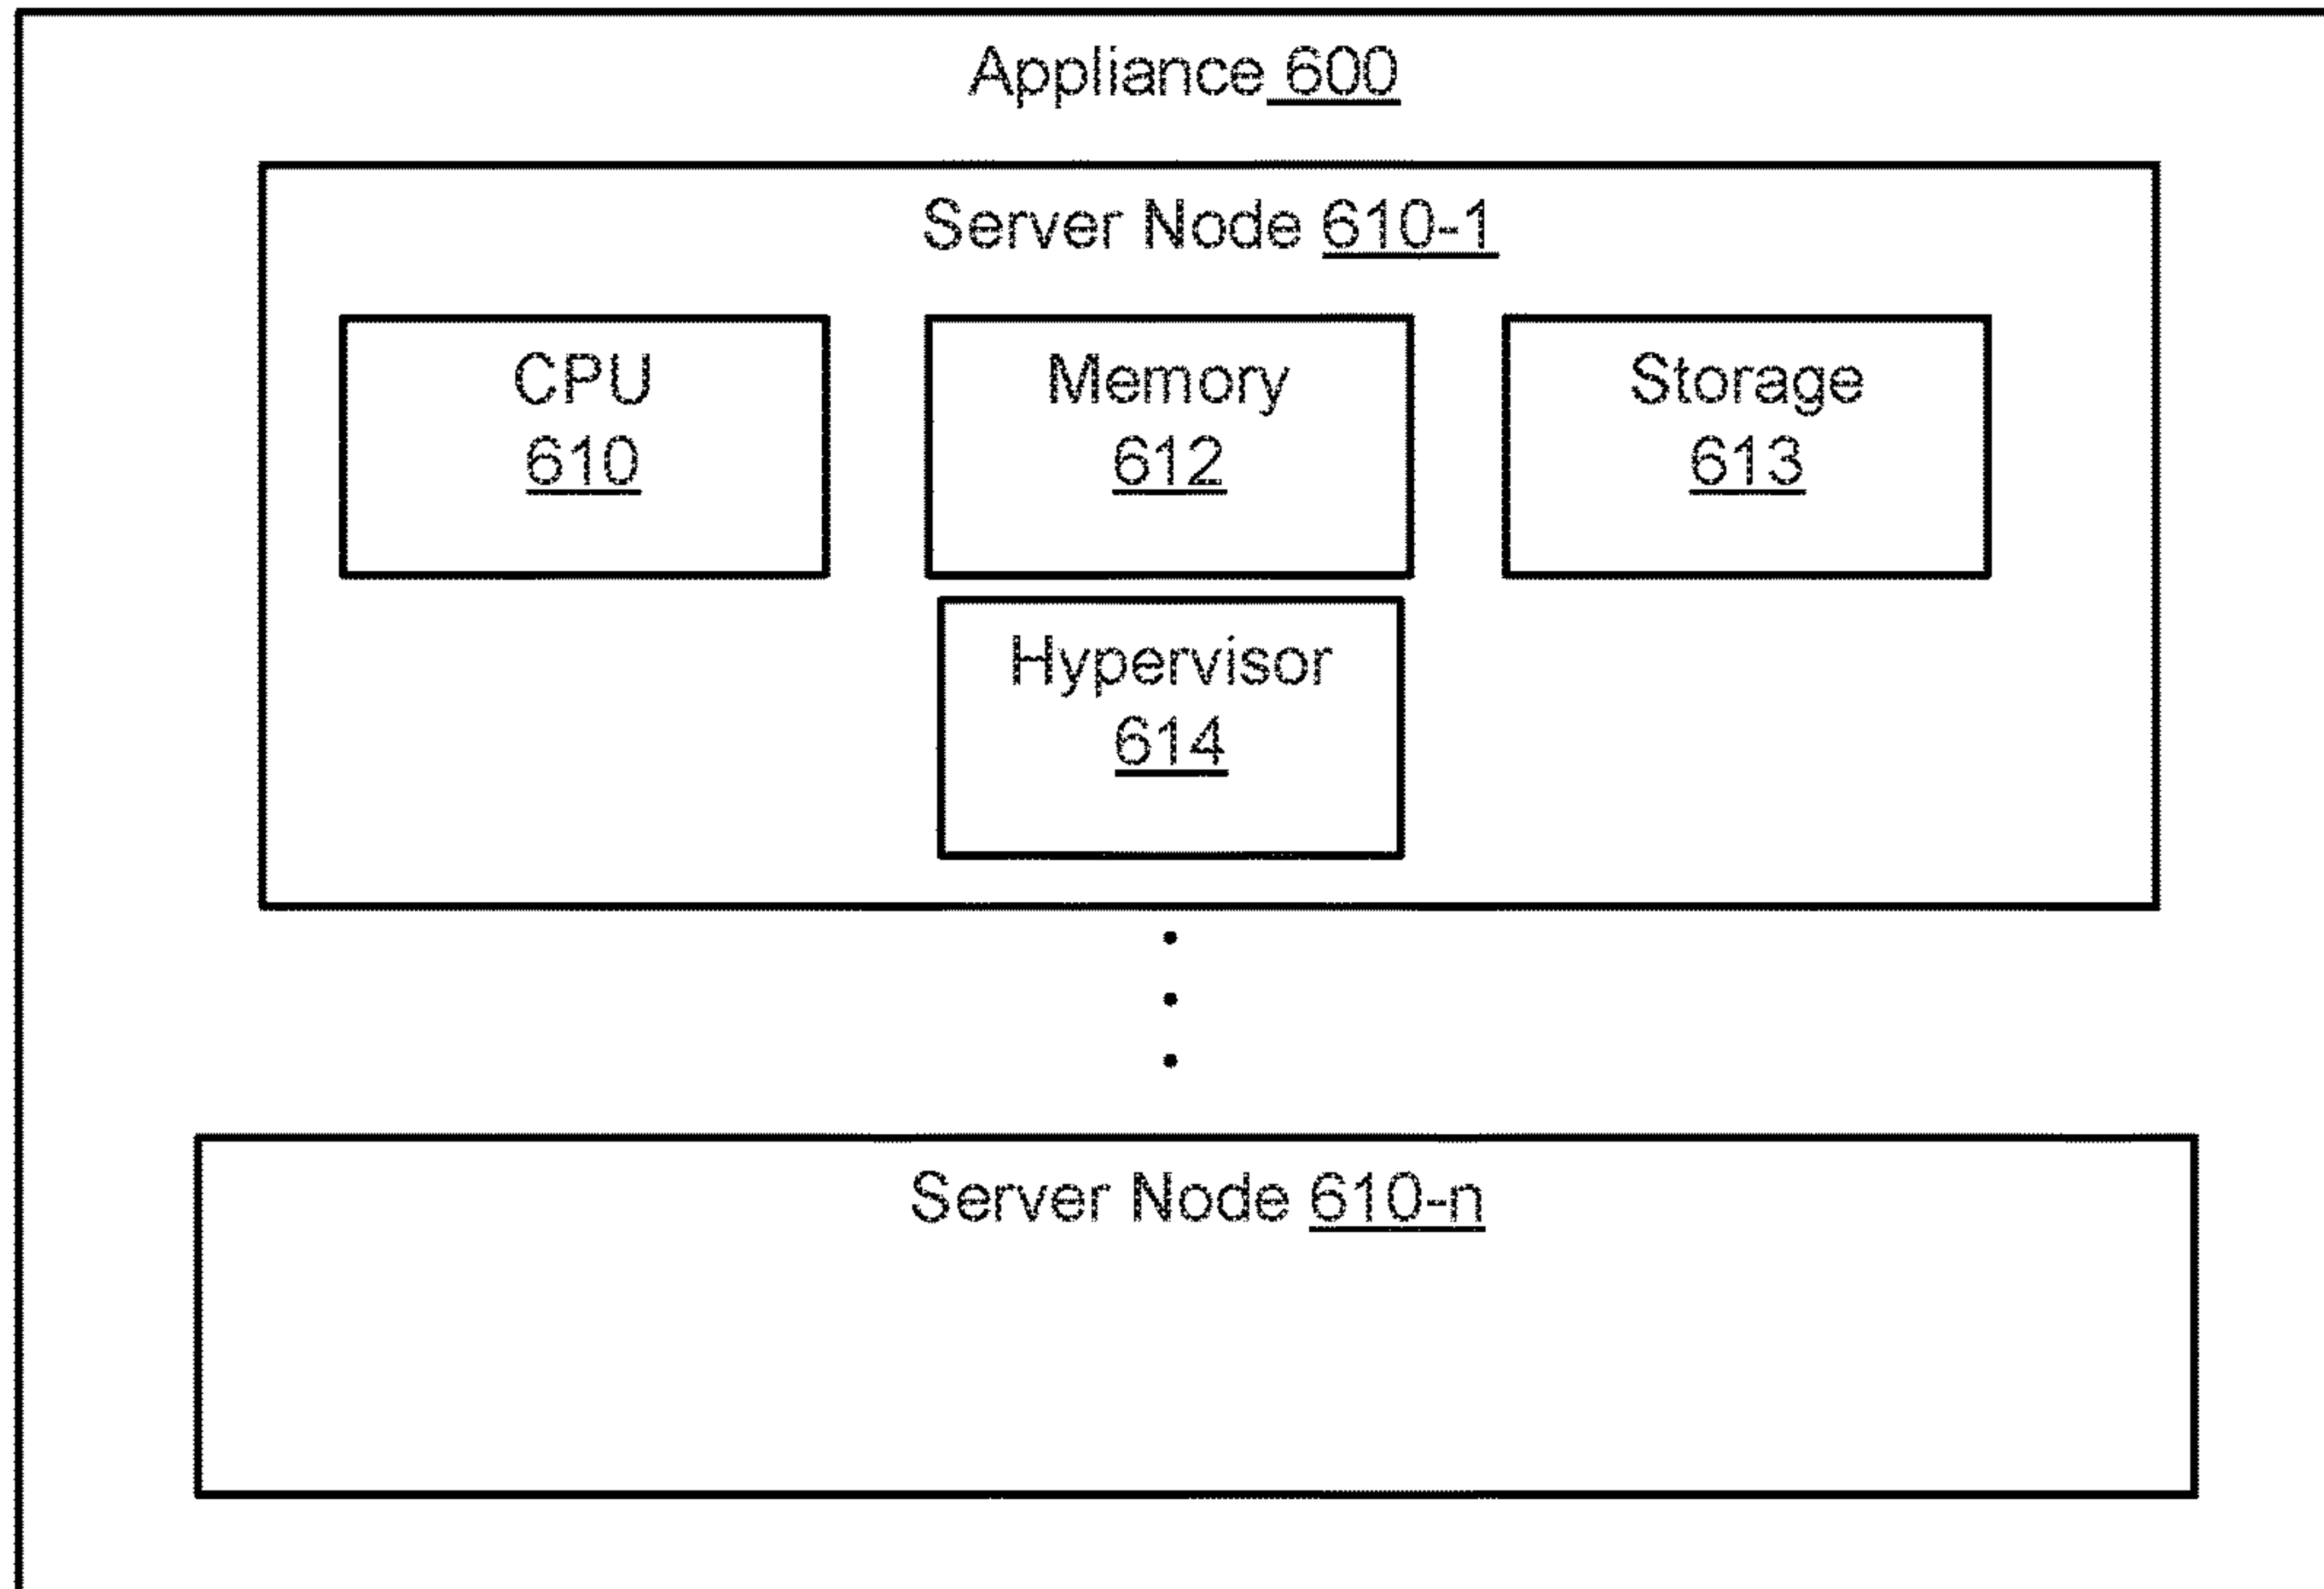 Appliance 600
Server Node 610-1
CPU
610
Memory
612
Storage
613
Hypervisor
614
Server Node 610-n